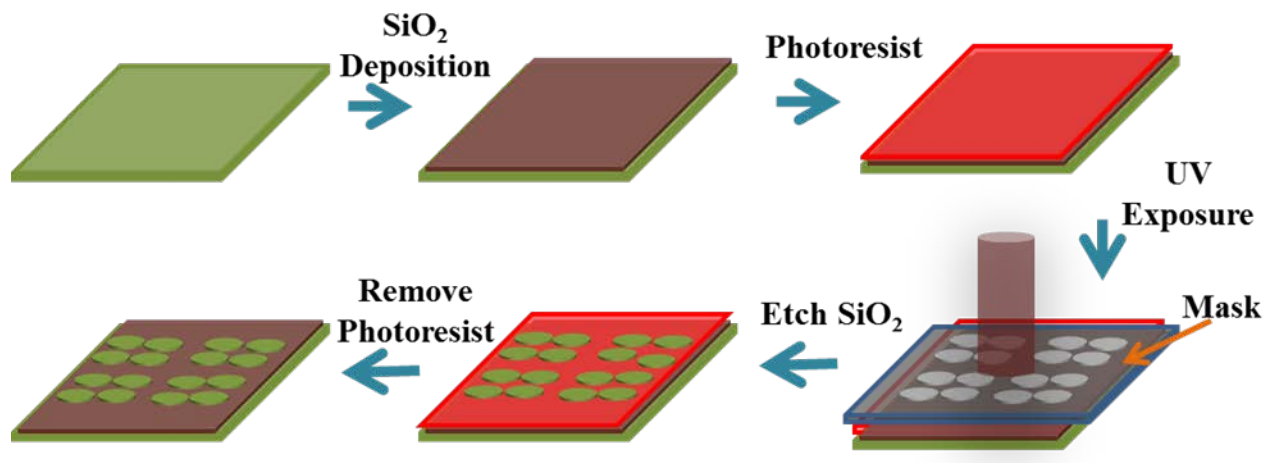 SiO₂
Deposition
Photoresist
UV
Exposure
Mask
Etch SiO₂
Remove
Photoresist